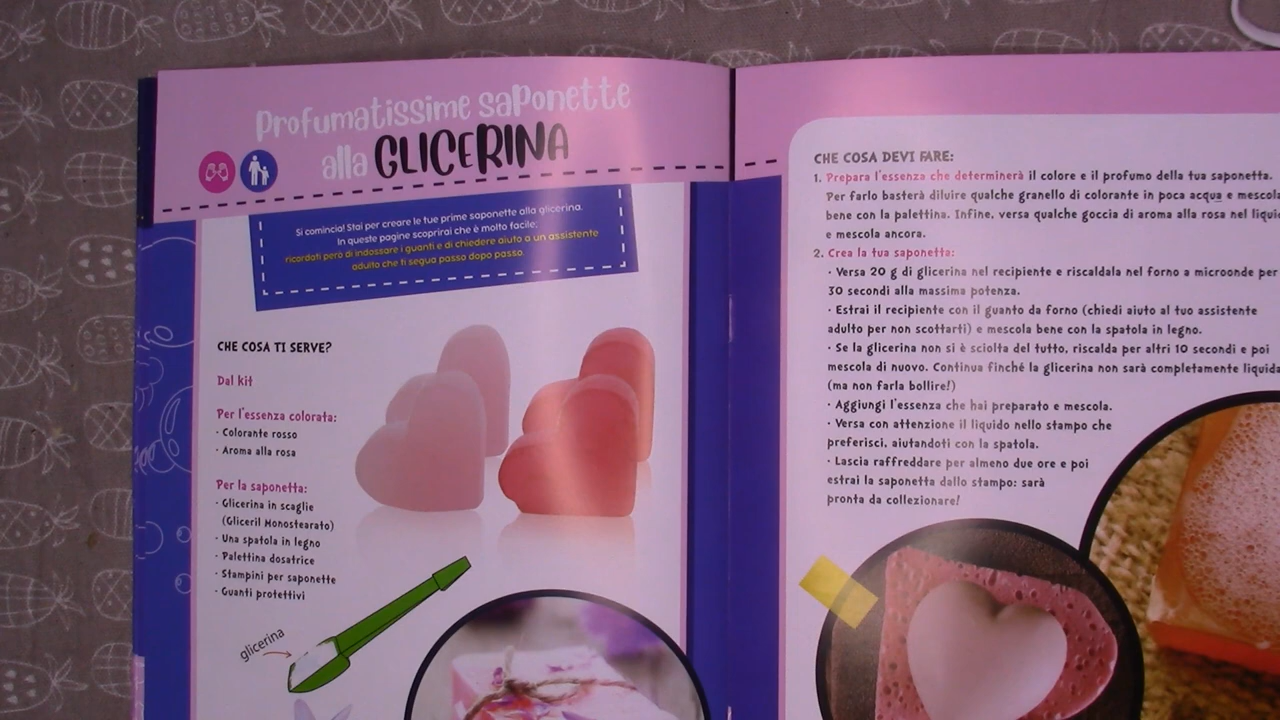 Profumatissime saponette
alla GLICERINA
Si comincia! Stai per creare le tue prime saponette alla glicerina.
In queste pagine scoprirai che è molto facile:
ricordati però di indossare i guanti e di chiedere aiuto a un assistente
adulto che ti segua passo dopo passo.
CHE COSA TI SERVE?
Dal kit
Per l'essenza colorata:
· Colorante rosso
· Aroma alla rosa
Per la saponetta:
· Glicerina in scaglie
(Gliceril Monostearato)
· Una spatola in legno
· Palettina dosatrice
· Stampini per saponette
· Guanti protettivi
glicerina
CHE COSA DEVI FARE:
1. Prepara l'essenza che determinerà il colore e il profumo della tua saponetta.
Per farlo basterà diluire qualche granello di colorante in poca acqua e mescola
bene con la palettina. Infine, versa qualche goccia di aroma alla rosa nel
e mescola ancora.
2. Crea la tua saponetta:
· Versa 20 g di glicerina nel recipiente e riscaldala nel forno a microonde per
30 secondi alla massima potenza.
· Estrai il recipiente con il guanto da forno (chiedi aiuto al tuo assistente
adulto per non scottarti) e mescola bene con la spatola in legno.
· Se la glicerina non si è sciolta del tutto, riscalda per altri 10 secondi e poi
mescola di nuovo. Continua finché la glicerina non sarà completamente liquida
(ma non farla bollire!)
· Aggiungi l'essenza che hai preparato e mescola.
· Versa con attenzione il liquido nello stampo che
preferisci, aiutandoti con la spatola.
· Lascia raffreddare per almeno due ore e poi
estrai la saponetta dallo stampo: sarà
pronta da collezionare!